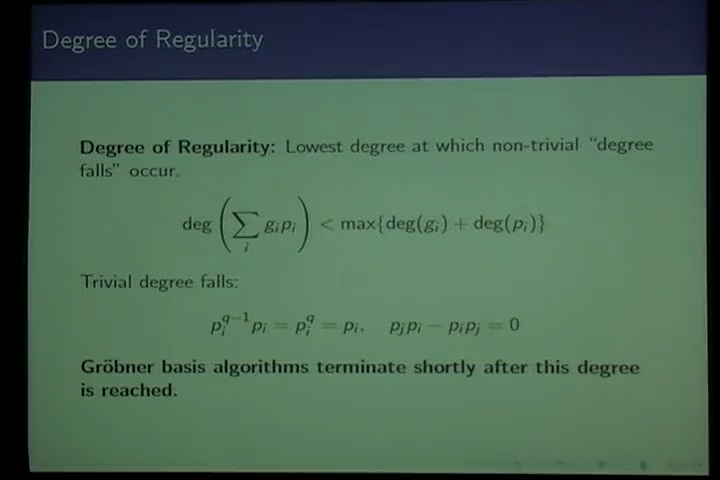 Degree of Regularity
Degree of Regularity: Lowest degree at which non-trivial “degree
falls” occur.
deg(∑_i g_i p_i) < max{deg(g_i) + deg(p_i)}
Trivial degree falls:
p_i^{q−1} p_i = p_i^q = p_i,   p_j p_i − p_i p_j = 0
Gröbner basis algorithms terminate shortly after this degree
is reached.